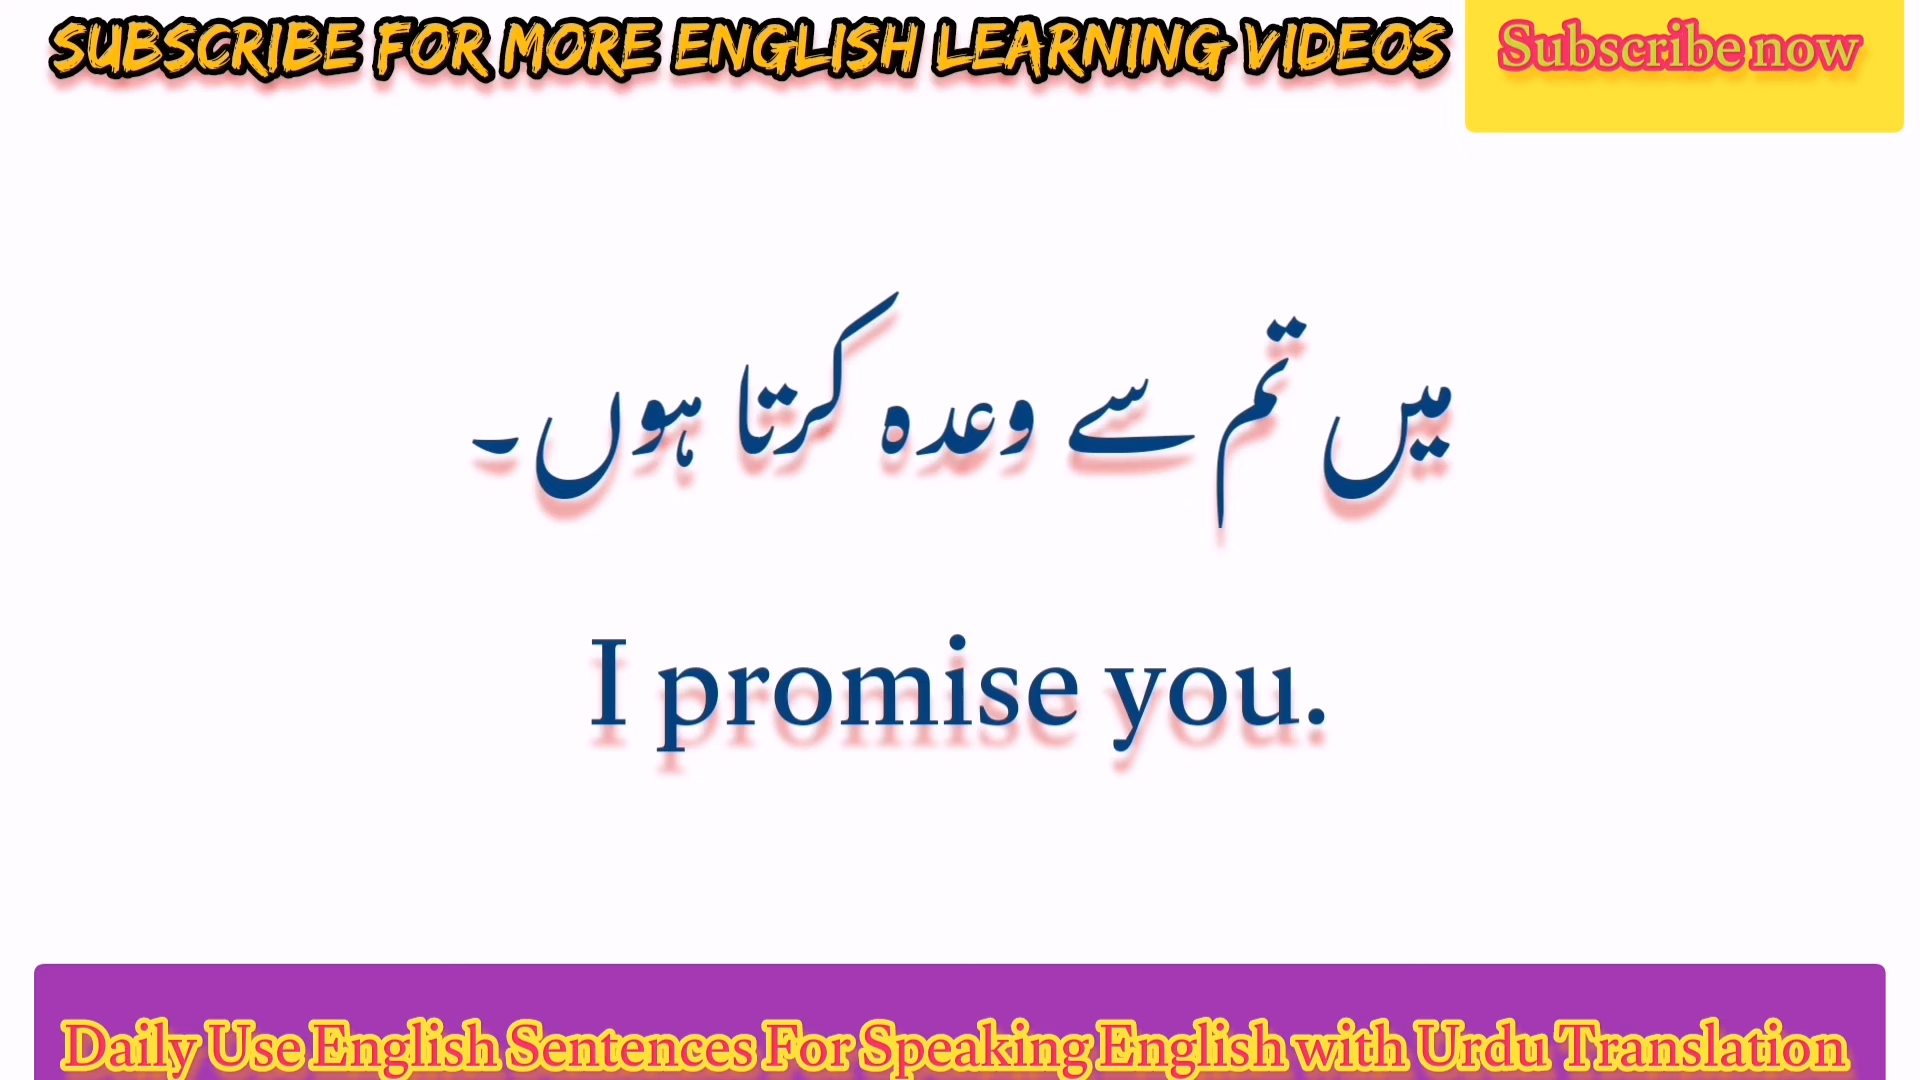 SUBSCRIBE FOR MORE ENGLISH LEARNING VIDEOS
Subscribe now
میں تم سے وعدہ کرتا ہوں۔
I promise you.
Daily Use English Sentences For Speaking English with Urdu Translation